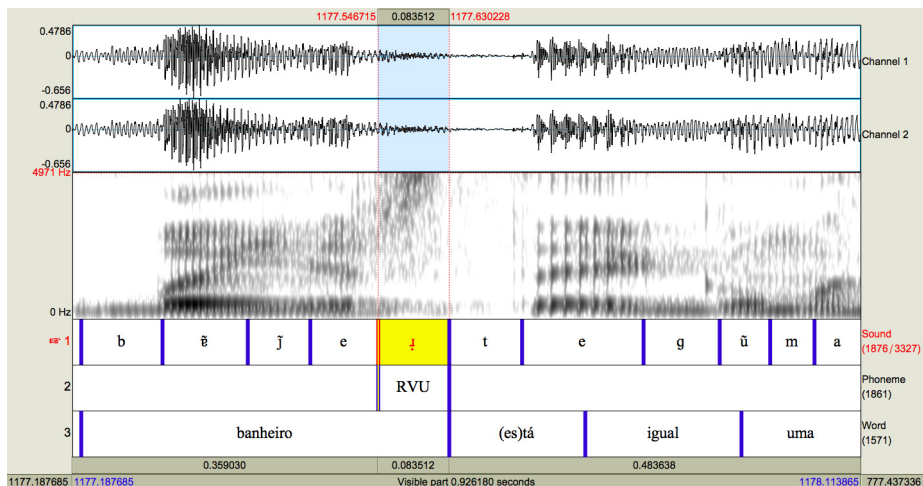 1177.546715 0.083512 1177.630228
0.4786
0
-0.656
Channel 1
0.4786
0
-0.656
Channel 2
4971 Hz
0 Hz
1 b ɐ̃ j̃ e ɹ̝ t e ɡ ũ m a Sound (1876/3327)
2 RVU Phoneme (1861)
3 banheiro (es)tá igual uma Word (1571)
0.359030 0.083512 0.483638
1177.187685 1177.187685 Visible part 0.926180 seconds 1178.113865 777.437336